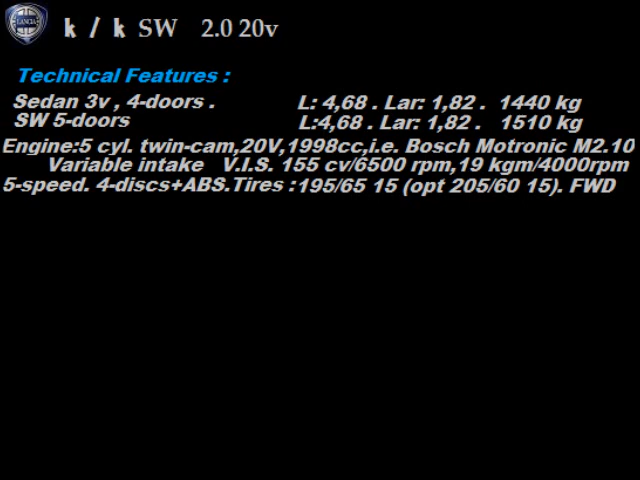 LANCIA
k / k SW 2.0 20v
Technical Features :
Sedan 3v , 4-doors . L: 4,68 . Lar: 1,82 . 1440 kg
SW 5-doors L:4,68 . Lar: 1,82 . 1510 kg
Engine:5 cyl. twin-cam,20V,1998cc,i.e. Bosch Motronic M2.10
Variable intake V.I.S. 155 cv/6500 rpm,19 kgm/4000rpm
5-speed. 4-discs+ABS.Tires :195/65 15 (opt 205/60 15). FWD